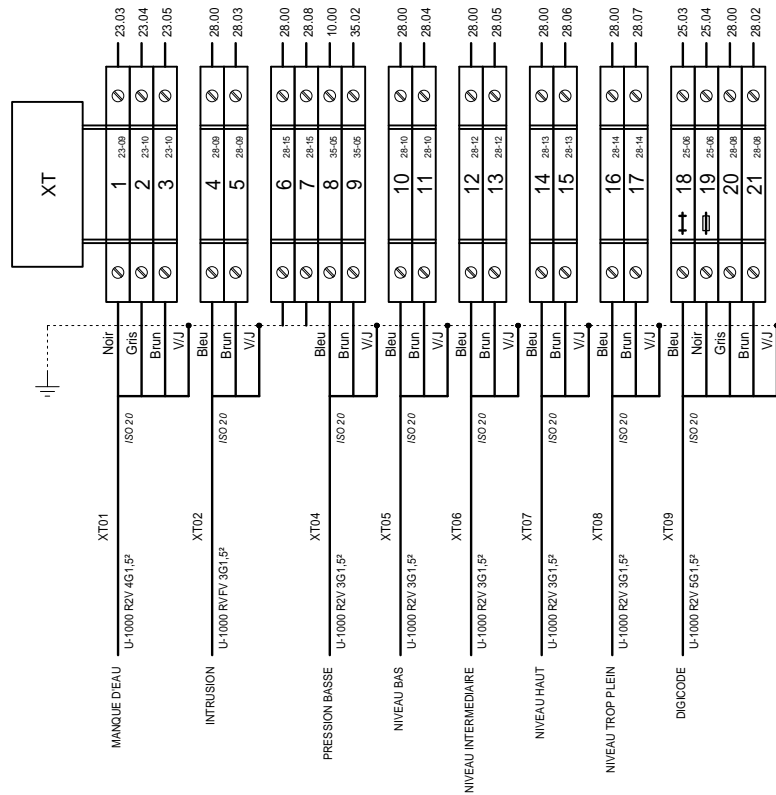 XT
MANQUE D'EAU
XT01
U-1000 R2V 4G1,5²
ISO 20
Noir
Gris
Brun
V/J
1 23-09 23.03
2 23-10 23.04
3 23-10 23.05
INTRUSION
XT02
U-1000 RVFV 3G1,5²
ISO 20
Bleu
Brun
V/J
4 28-09 28.00
5 28-09 28.03
6 28-15 28.00
7 28-15 28.08
PRESSION BASSE
XT04
U-1000 R2V 3G1,5²
ISO 20
Bleu
Brun
V/J
8 35-05 10.00
9 35-05 35.02
NIVEAU BAS
XT05
U-1000 R2V 3G1,5²
ISO 20
Bleu
Brun
V/J
10 28-10 28.00
11 28-10 28.04
NIVEAU INTERMEDIAIRE
XT06
U-1000 R2V 3G1,5²
ISO 20
Bleu
Brun
V/J
12 28-12 28.00
13 28-12 28.05
NIVEAU HAUT
XT07
U-1000 R2V 3G1,5²
ISO 20
Bleu
Brun
V/J
14 28-13 28.00
15 28-13 28.06
NIVEAU TROP PLEIN
XT08
U-1000 R2V 3G1,5²
ISO 20
Bleu
Brun
V/J
16 28-14 28.00
17 28-14 28.07
DIGICODE
XT09
U-1000 R2V 5G1,5²
ISO 20
Bleu
Noir
Gris
Brun
V/J
18 25-06 25.03
19 25-06 25.04
20 28-08 28.00
21 28-08 28.02